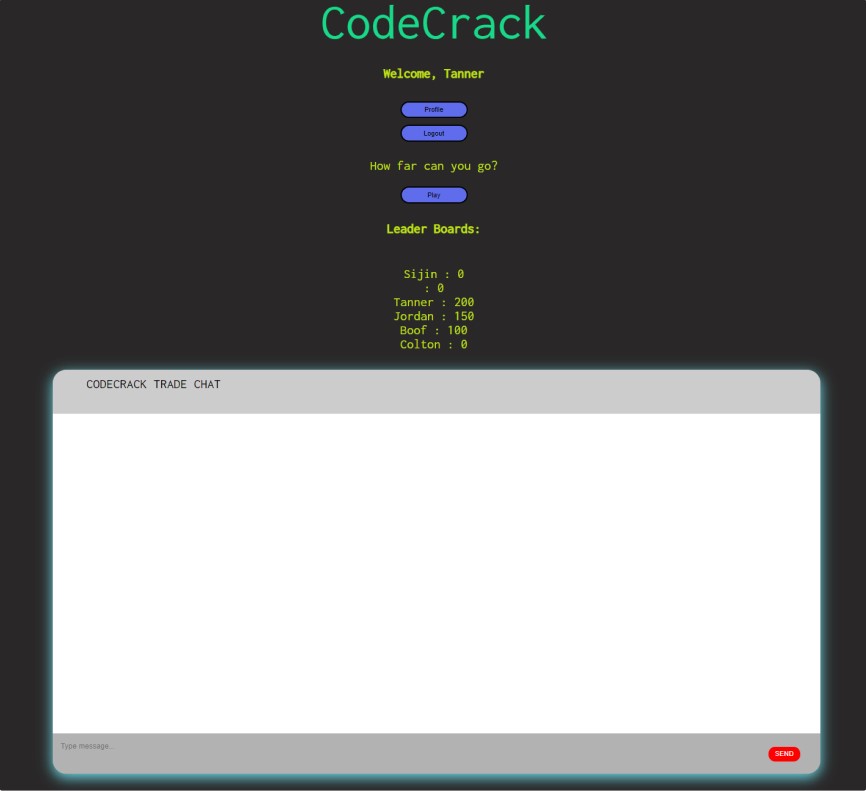 CodeCrack
Welcome, Tanner
Profile
Logout
How far can you go?
Play
Leader Boards:
Sijin : 0
: 0
Tanner : 200
Jordan : 150
Boof : 100
Colton : 0
CODECRACK TRADE CHAT
Type message...
SEND